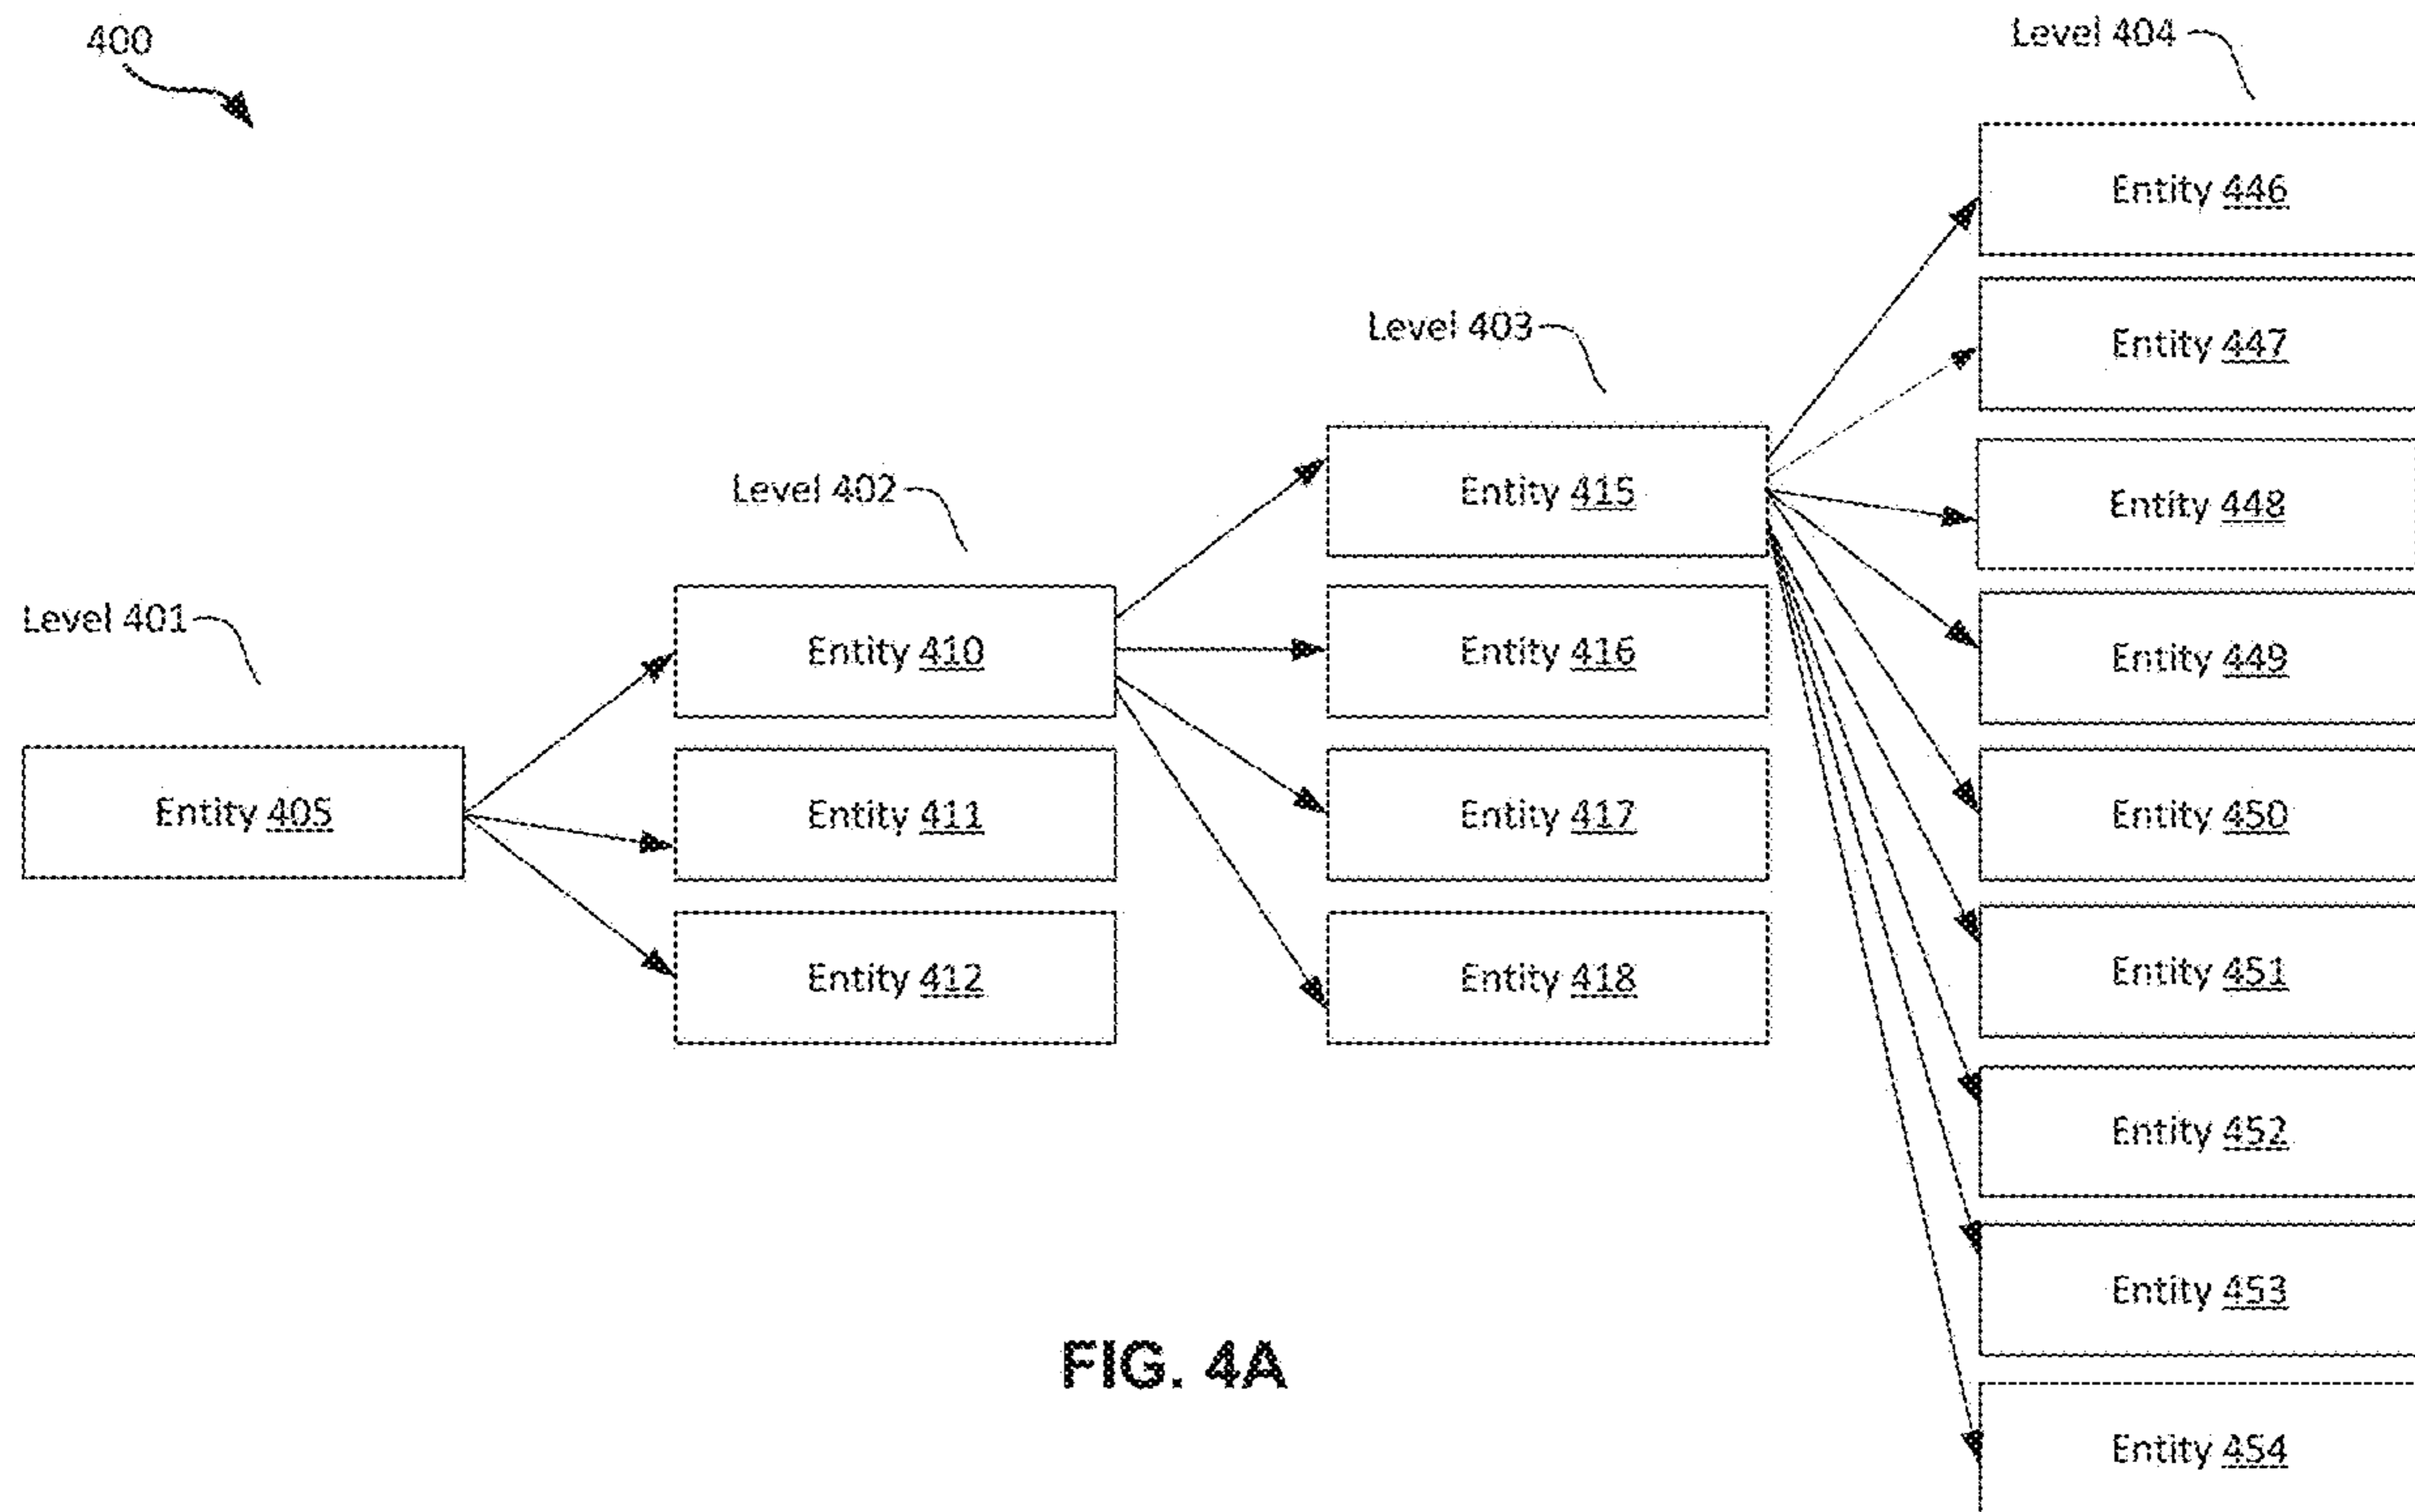 400
Level 401
Entity 405
Level 402
Entity 410
Entity 411
Entity 412
Level 403
Entity 415
Entity 416
Entity 417
Entity 418
Level 404
Entity 446
Entity 447
Entity 448
Entity 449
Entity 450
Entity 451
Entity 452
Entity 453
Entity 454
FIG. 4A